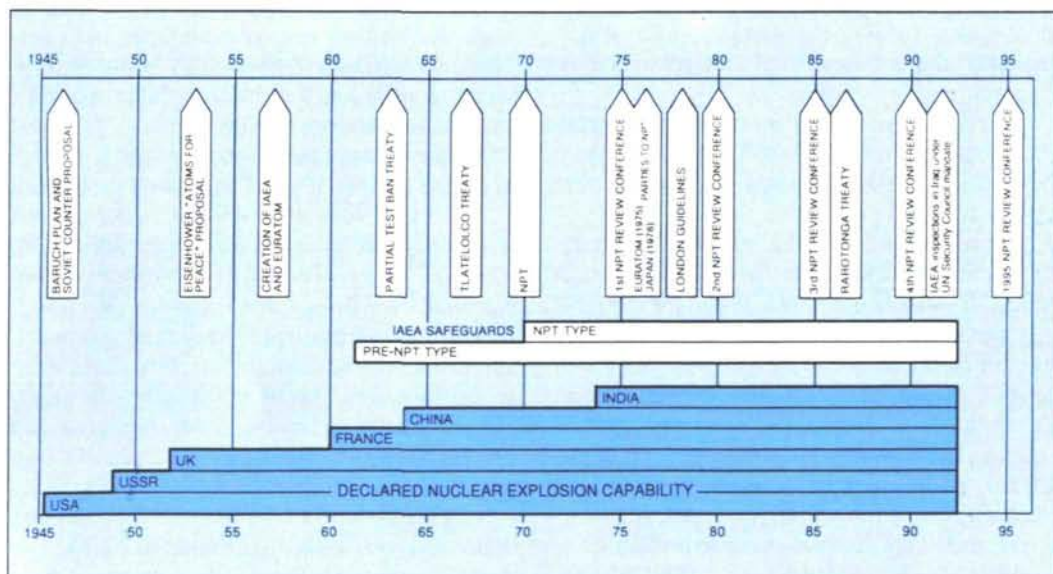 1945 50 55 60 65 70 75 80 85 90 95
BARUCH PLAN AND
SOVIET COUNTER PROPOSAL
EISENHOWER "ATOMS FOR
PEACE" PROPOSAL
CREATION OF IAEA
AND EURATOM
PARTIAL TEST BAN TREATY
TLATELOLCO TREATY
NPT
1st NPT REVIEW CONFERENCE
EURATOM (1975)
JAPAN (1976)
PARTIES TO NPT
LONDON GUIDELINES
2nd NPT REVIEW CONFERENCE
3rd NPT REVIEW CONFERENCE
RAROTONGA TREATY
4th NPT REVIEW CONFERENCE
IAEA inspections in Iraq under
UN Security Council mandate
1995 NPT REVIEW CONFERENCE
IAEA SAFEGUARDS NPT TYPE
PRE-NPT TYPE
INDIA
CHINA
FRANCE
UK
USSR
DECLARED NUCLEAR EXPLOSION CAPABILITY
USA
1945 50 55 60 65 70 75 80 85 90 95